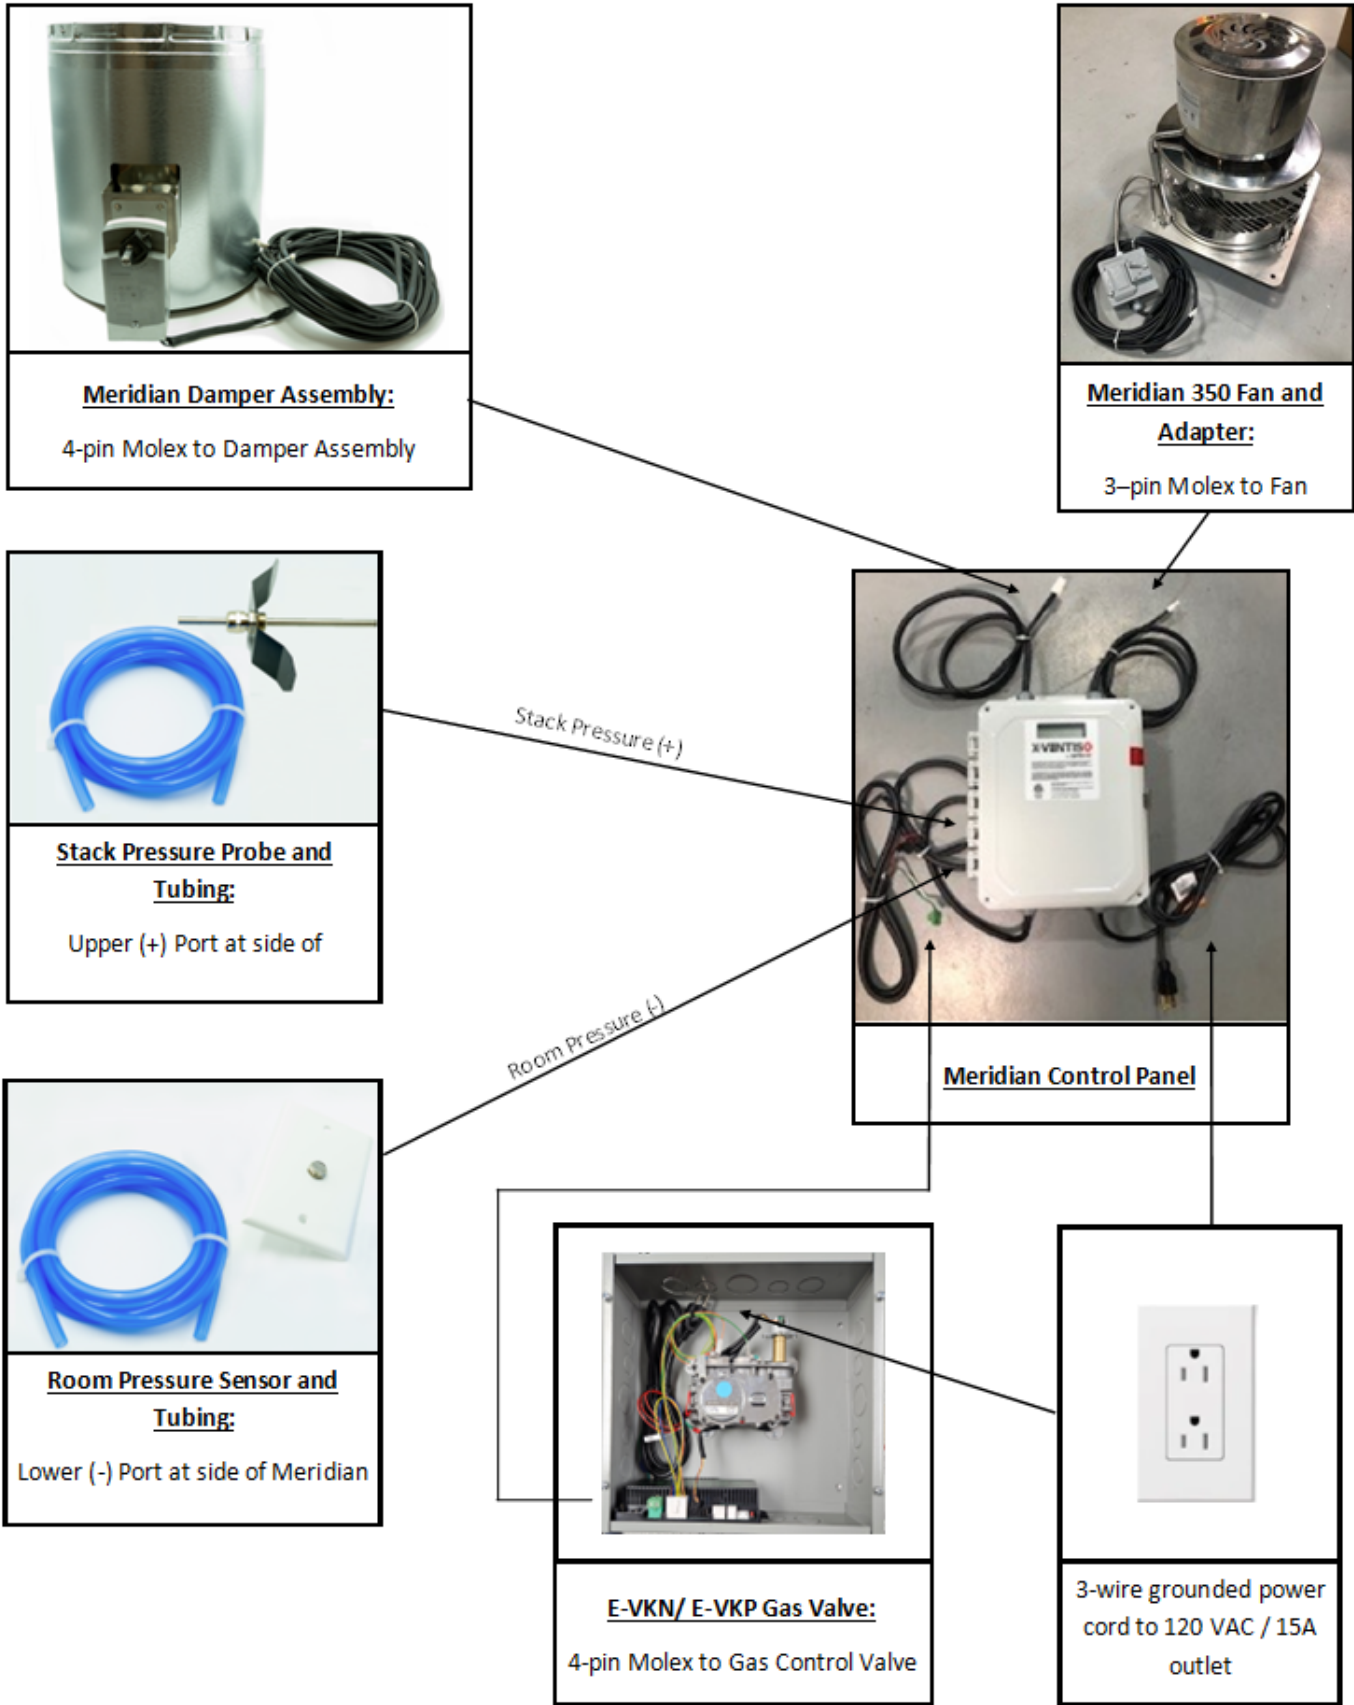 Meridian Damper Assembly:
4-pin Molex to Damper Assembly
Meridian 350 Fan and
Adapter:
3–pin Molex to Fan
Stack Pressure (+)
Stack Pressure Probe and
Tubing:
Upper (+) Port at side of
X-VENTIS
Room Pressure (-)
Meridian Control Panel
Room Pressure Sensor and
Tubing:
Lower (-) Port at side of Meridian
E-VKN/ E-VKP Gas Valve:
4-pin Molex to Gas Control Valve
3-wire grounded power
cord to 120 VAC / 15A
outlet